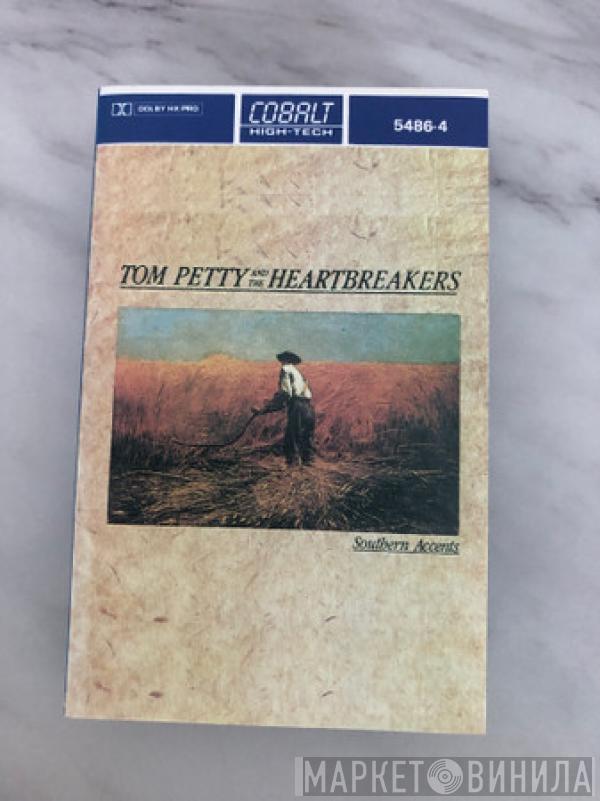 DOLBY HX PRO
COBALT
HIGH-TECH
5486-4
TOM PETTY AND THE HEARTBREAKERS
Southern Accents
МАРКЕТ ВИНИЛА